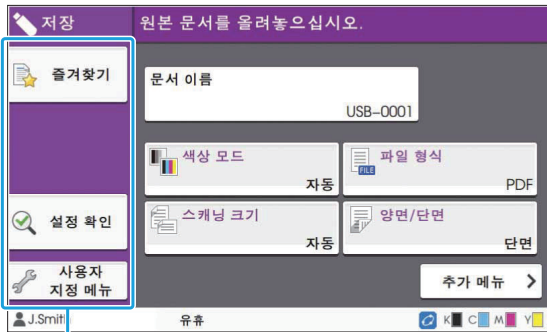 저장
원본 문서를 올려놓으십시오.
즐겨찾기
설정 확인
사용자
지정 메뉴
문서 이름
USB-0001
색상 모드
자동
파일 형식
FILE
PDF
스캐닝 크기
자동
양면/단면
단면
추가 메뉴
J.Smith
유휴
K C M Y